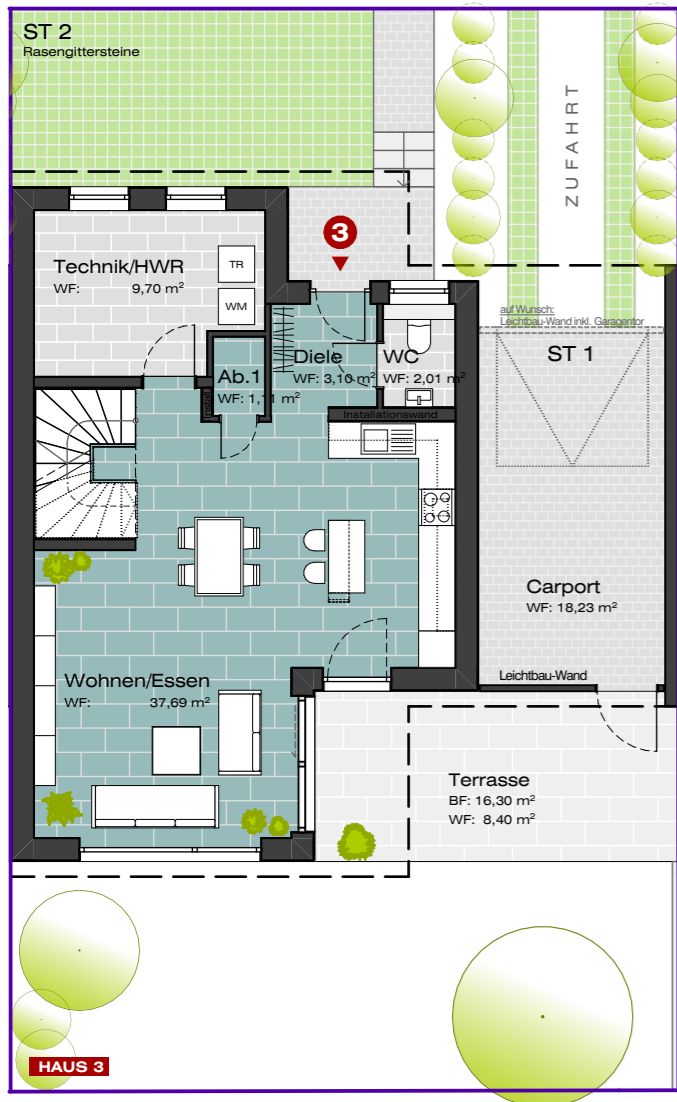 ST 2
Rasengittersteine
ZUFAHRT
3
Technik/HWR
WF: 9,70 m²
TR
WM
auf Wunsch:
Leichtbau-Wand inkl. Garagentor
ST 1
Diele
WF: 3,10 m²
WC
WF: 2,01 m²
Ab.1
WF: 1,11 m²
Installationswand
Carport
WF: 18,23 m²
Wohnen/Essen
WF: 37,69 m²
Leichtbau-Wand
Terrasse
BF: 16,30 m²
WF: 8,40 m²
HAUS 3